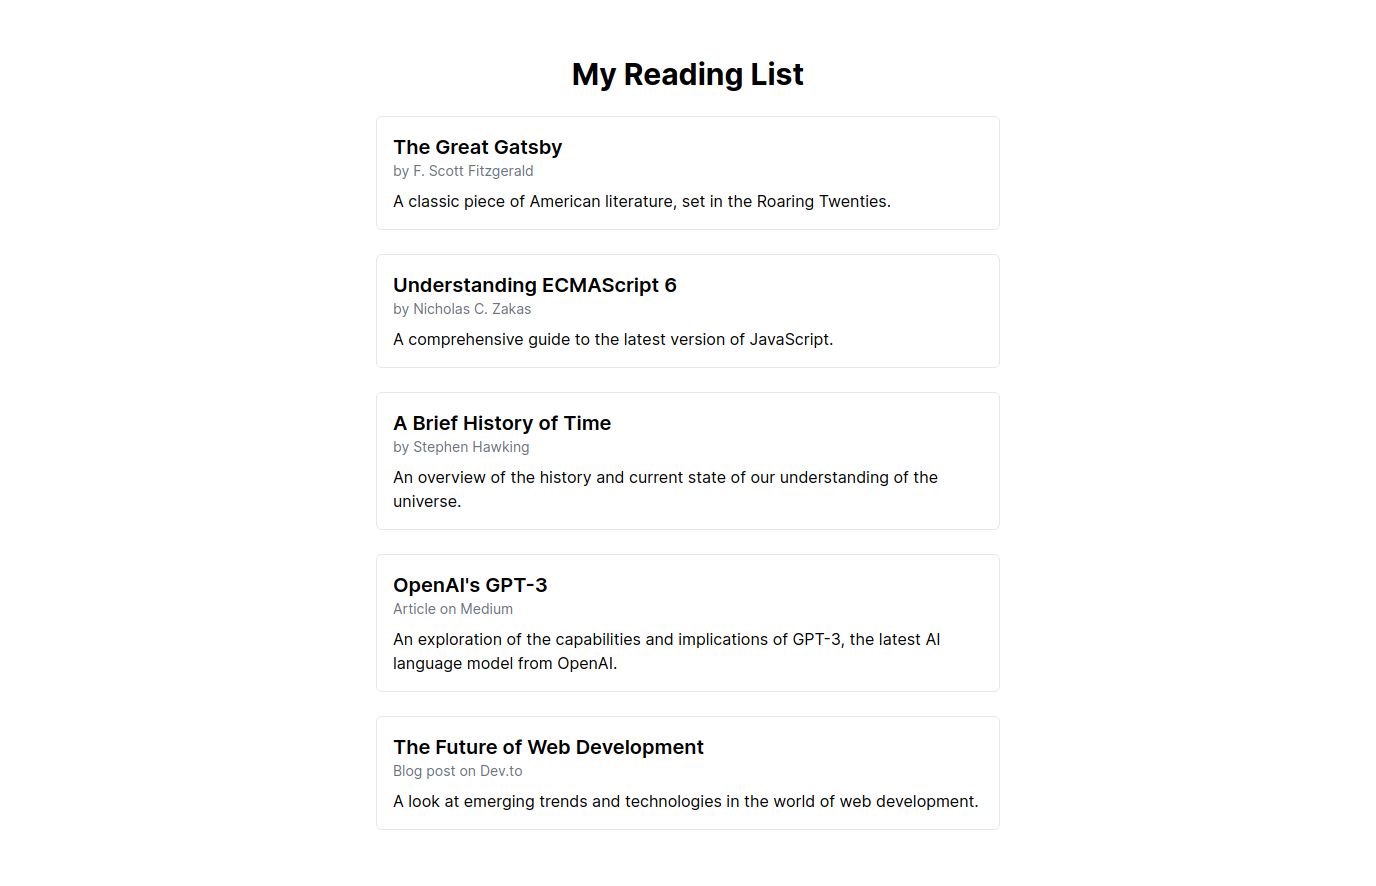 My Reading List
The Great Gatsby
by F. Scott Fitzgerald
A classic piece of American literature, set in the Roaring Twenties.
Understanding ECMAScript 6
by Nicholas C. Zakas
A comprehensive guide to the latest version of JavaScript.
A Brief History of Time
by Stephen Hawking
An overview of the history and current state of our understanding of the
universe.
OpenAI's GPT-3
Article on Medium
An exploration of the capabilities and implications of GPT-3, the latest AI
language model from OpenAI.
The Future of Web Development
Blog post on Dev.to
A look at emerging trends and technologies in the world of web development.